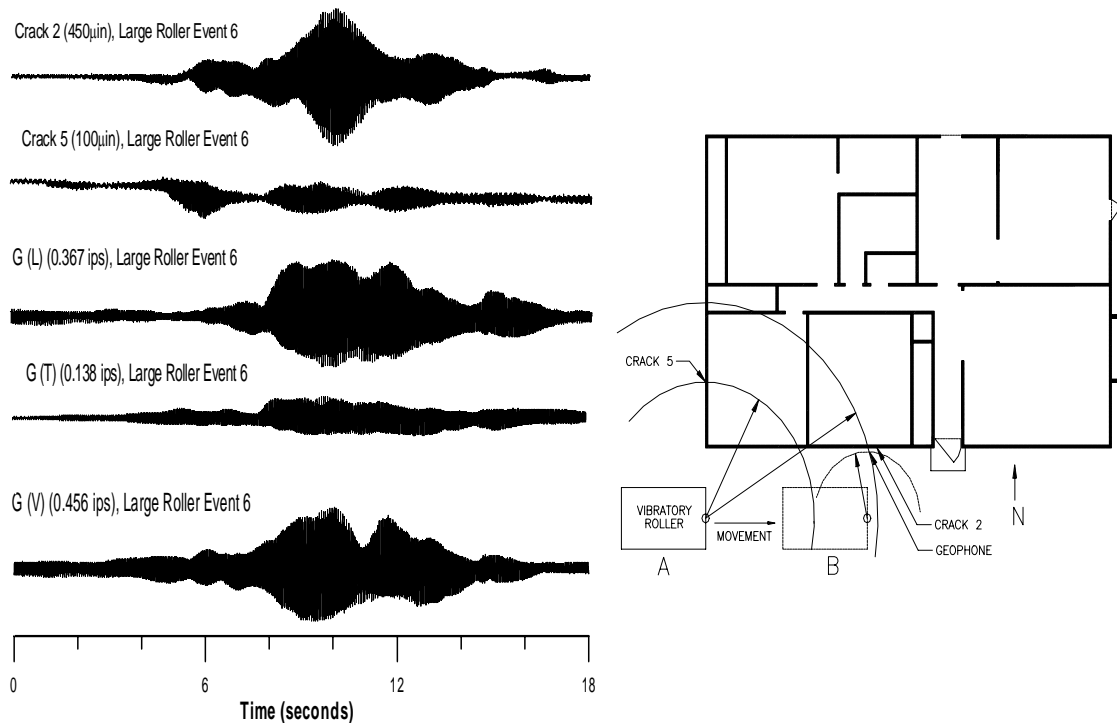 Crack 2 (450µin), Large Roller Event 6
Crack 5 (100µin), Large Roller Event 6
G (L) (0.367 ips), Large Roller Event 6
G (T) (0.138 ips), Large Roller Event 6
G (V) (0.456 ips), Large Roller Event 6
0 6 12 18
Time (seconds)
CRACK 5
VIBRATORY
ROLLER
MOVEMENT
A
B
CRACK 2
GEOPHONE
N